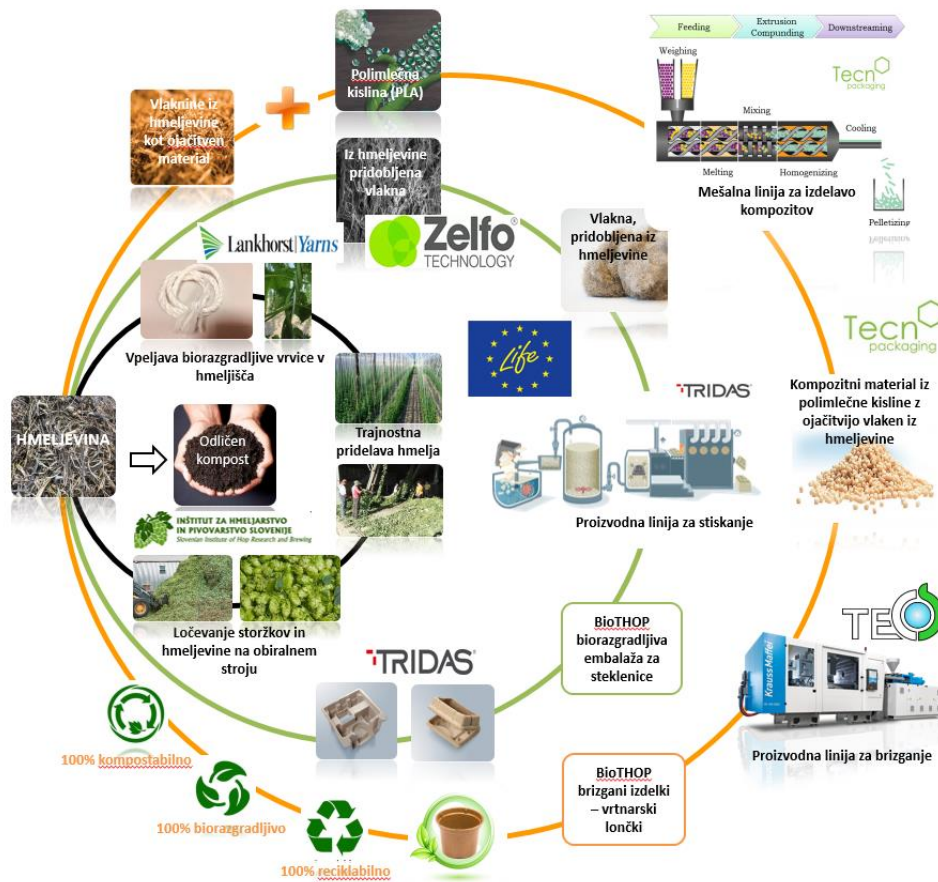 Feeding
Extrusion
Compunding
Downstreaming
Weighing
Tecn
packaging
Mixing
Cooling
Melting
Homogenizing
Pelletizing
Mešalna linija za izdelavo
kompozitov
Polimlečna
kislina (PLA)
Vlaknine iz
hmeljevine
kot ojačitven
material
Iz hmeljevine
pridobljena
vlakna
Lankhorst Yarns
Zelfo®
TECHNOLOGY
Vlakna,
pridobljena iz
hmeljevine
Vpeljava biorazgradljive vrvice v
hmeljišča
Life
Tecn
packaging
TRIDAS
Kompozitni material iz
polimlečne kisline z
ojačitvijo vlaken iz
hmeljevine
HMELJEVINA
Odličen
kompost
Trajnostna
pridelava hmelja
INŠTITUT ZA HMELJARSTVO
IN PIVOVARSTVO SLOVENIJE
Slovenian Institute of Hop Research and Brewing
Proizvodna linija za stiskanje
Ločevanje storžkov in
hmeljevine na obiralnem
stroju
BioTHOP
biorazgradljiva
embalaža za
steklenice
TECOS
KraussMaffei
TRIDAS®
Proizvodna linija za brizganje
100% kompostabilno
BioTHOP
brizgani izdelki
– vrtnarski
lončki
100% biorazgradljivo
100% reciklabilno